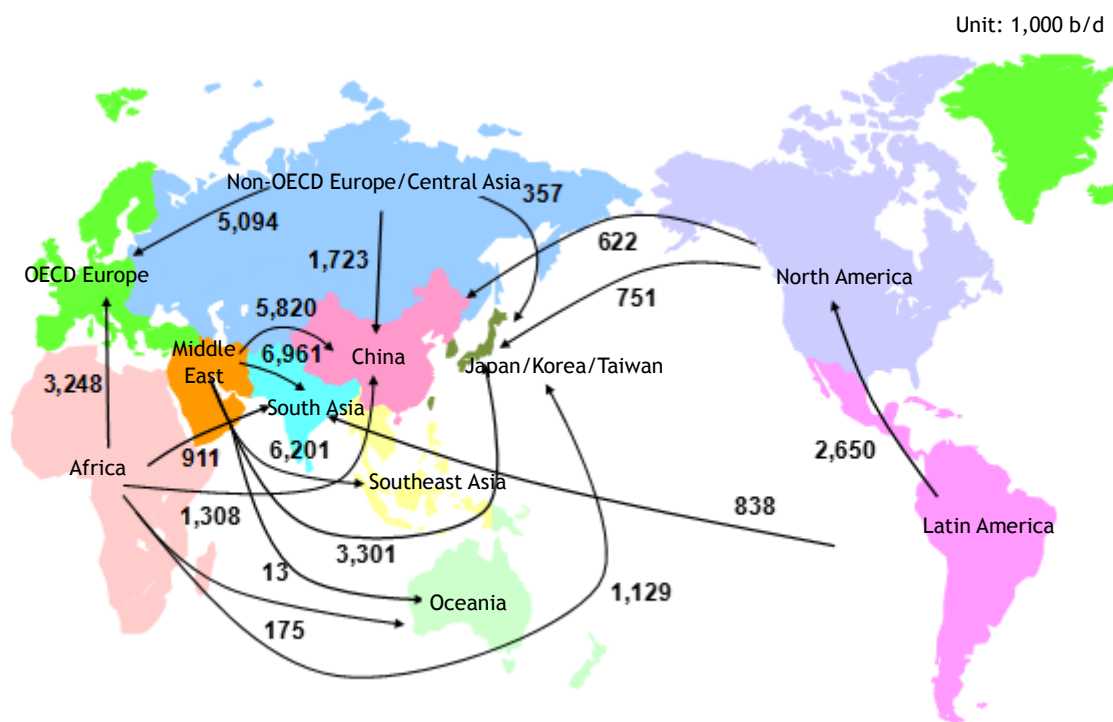 Unit: 1,000 b/d
Non-OECD Europe/Central Asia
357
5,094
622
1,723
OECD Europe
North America
5,820
751
Middle
East
6,961
China
Japan/Korea/Taiwan
3,248
South Asia
911
6,201
2,650
Africa
Southeast Asia
1,308
838
Latin America
3,301
13
1,129
Oceania
175